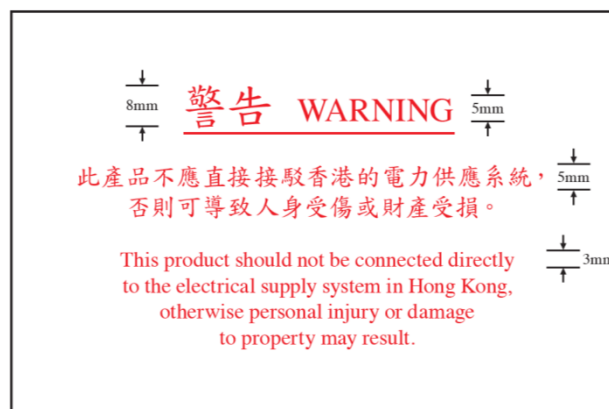 8mm
警告 WARNING
5mm
此產品不應直接接駁香港的電力供應系統，
5mm
否則可導致人身受傷或財產受損。
This product should not be connected directly
3mm
to the electrical supply system in Hong Kong,
otherwise personal injury or damage
to property may result.